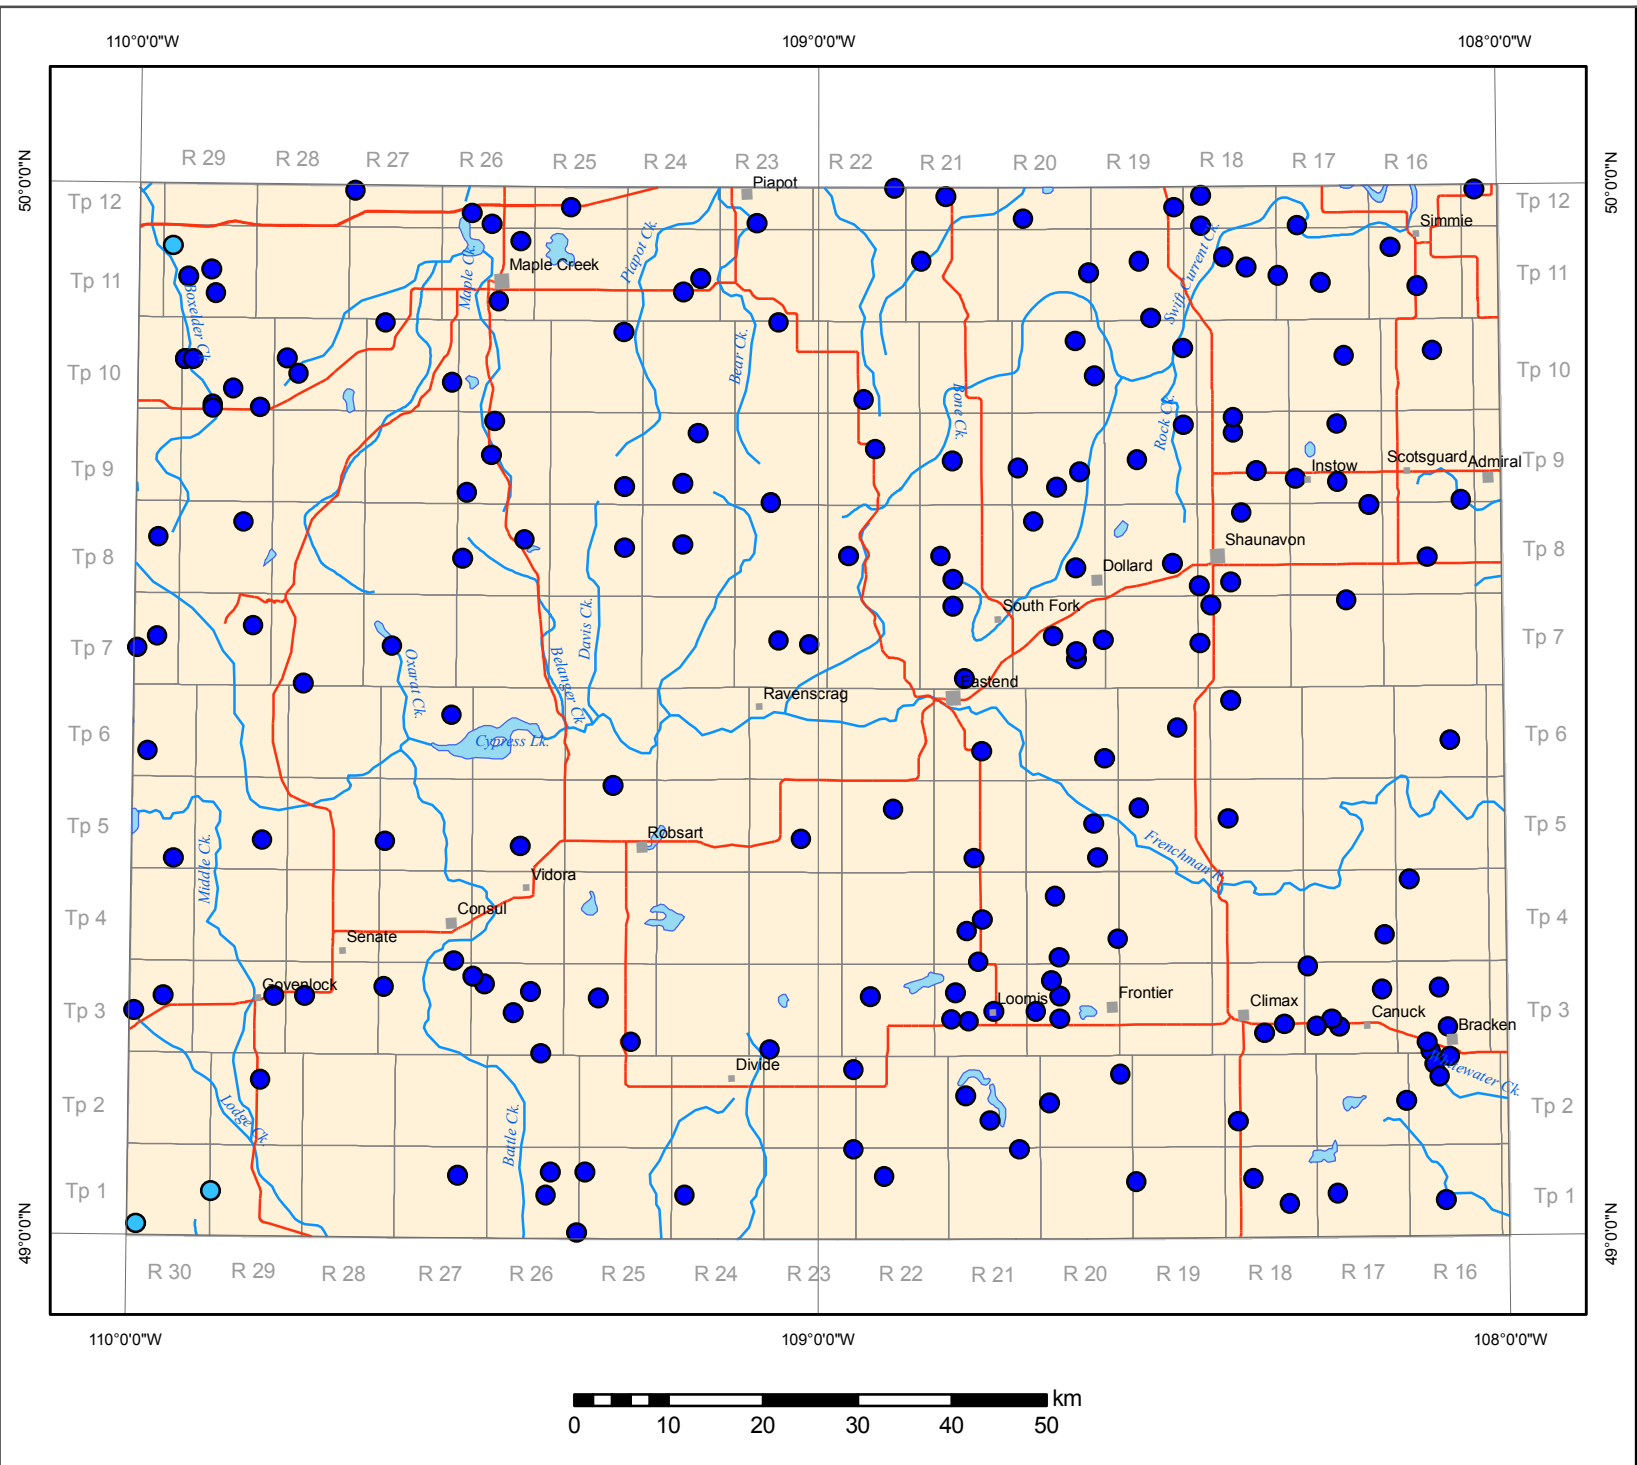 110°0'0"W 109°0'0"W 108°0'0"W
50°0'0"N
50°0'0"N
R 29 R 28 R 27 R 26 R 25 R 24 R 23 R 22 R 21 R 20 R 19 R 18 R 17 R 16
Piapot
Tp 12 Tp 12
Simmie
Piapot Ck.
Maple Creek
Maple Ck.
Swift Current Ck.
Tp 11 Tp 11
Boxelder Ck.
Bear Ck.
Tp 10 Tp 10
Bone Ck.
Rock Ck.
Tp 9 Instow Scotsguard Admiral Tp 9
Shaunavon
Tp 8 Dollard Tp 8
South Fork
Davis Ck.
Tp 7 Tp 7
Oxarat Ck.
Belanger Ck.
Eastend
Ravenscrag
Tp 6 Cypress Lk. Tp 6
Tp 5 Robsart Tp 5
Middle Ck.
Frenchman R.
Vidora
Consul
Tp 4 Tp 4
Senate
Govenlock
Tp 3 Loomis Frontier Climax Canuck Tp 3
Bracken
Divide
Whitewater Ck.
Tp 2 Tp 2
Lodge Ck.
Battle Ck.
Tp 1 Tp 1
49°0'0"N
49°0'0"N
R 30 R 29 R 28 R 27 R 26 R 25 R 24 R 23 R 22 R 21 R 20 R 19 R 18 R 17 R 16
110°0'0"W 109°0'0"W 108°0'0"W
km
0 10 20 30 40 50